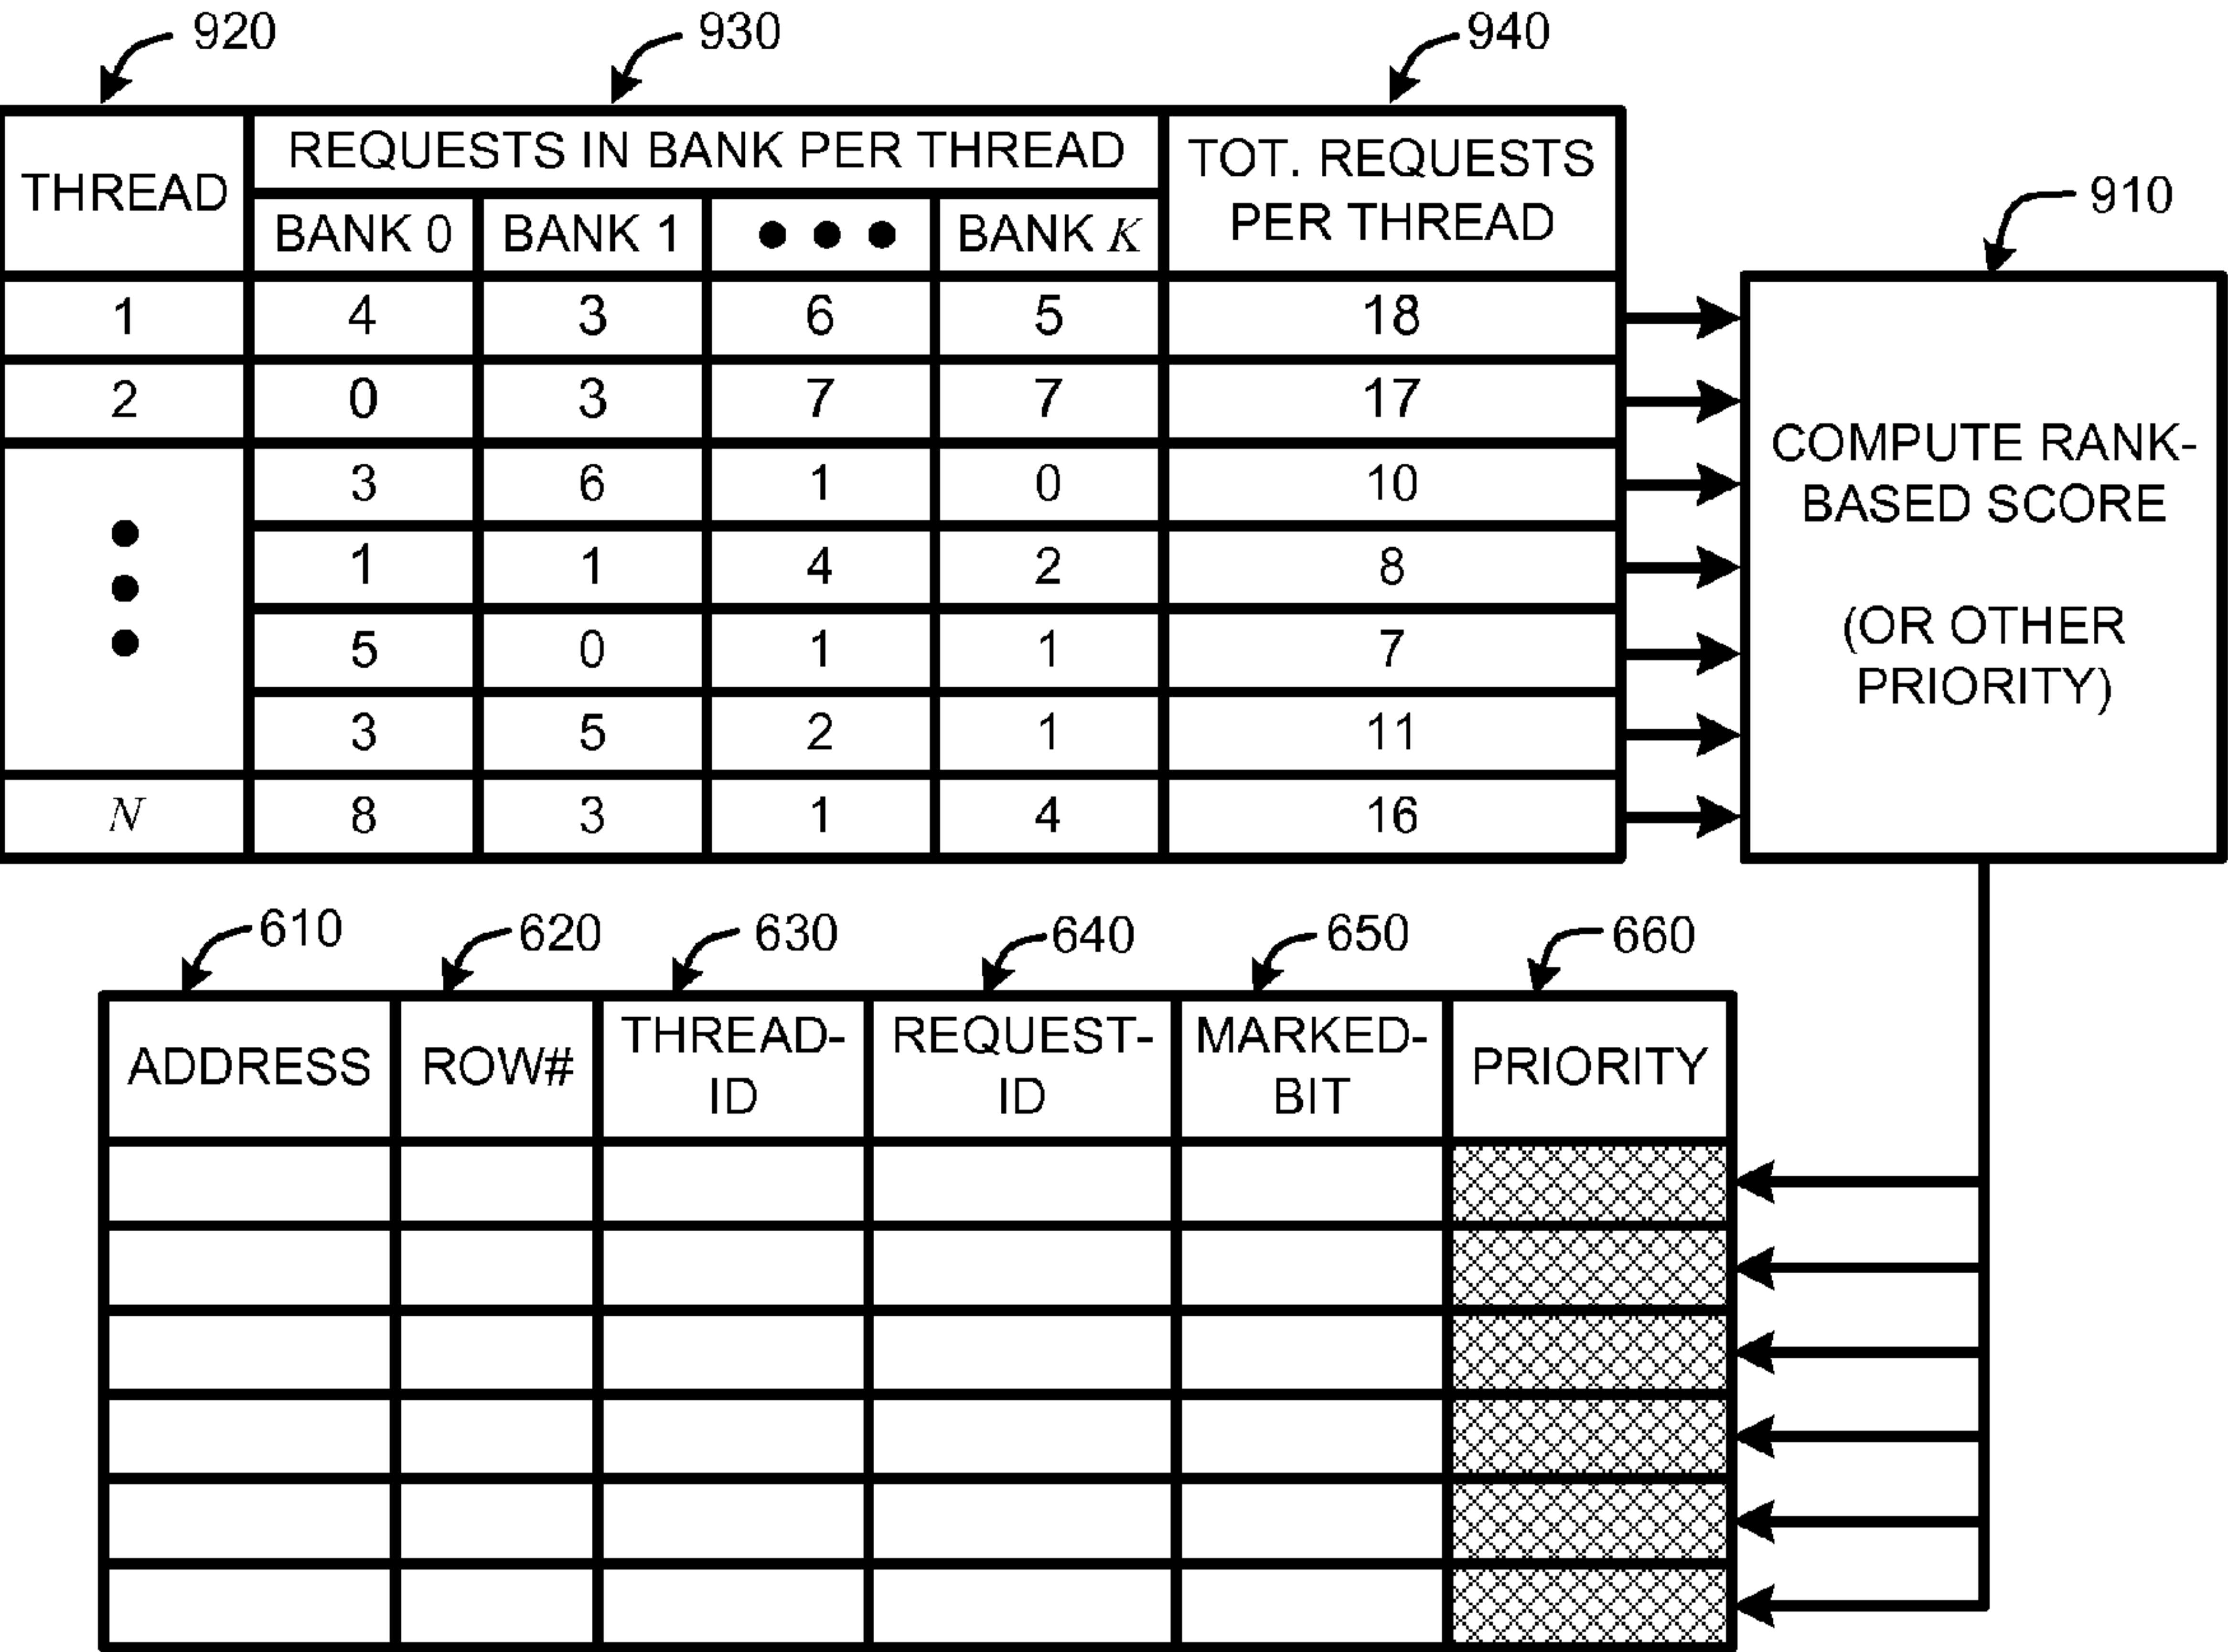 920 930 940
THREAD REQUESTS IN BANK PER THREAD TOT. REQUESTS PER THREAD
BANK 0 BANK 1 ● ● ● BANK K
910
1 4 3 6 5 18
2 0 3 7 7 17
3 6 1 0 10
1 1 4 2 8
5 0 1 1 7
3 5 2 1 11
N 8 3 1 4 16
COMPUTE RANK-
BASED SCORE
(OR OTHER
PRIORITY)
610 620 630 640 650 660
ADDRESS ROW# THREAD-ID REQUEST-ID MARKED-BIT PRIORITY